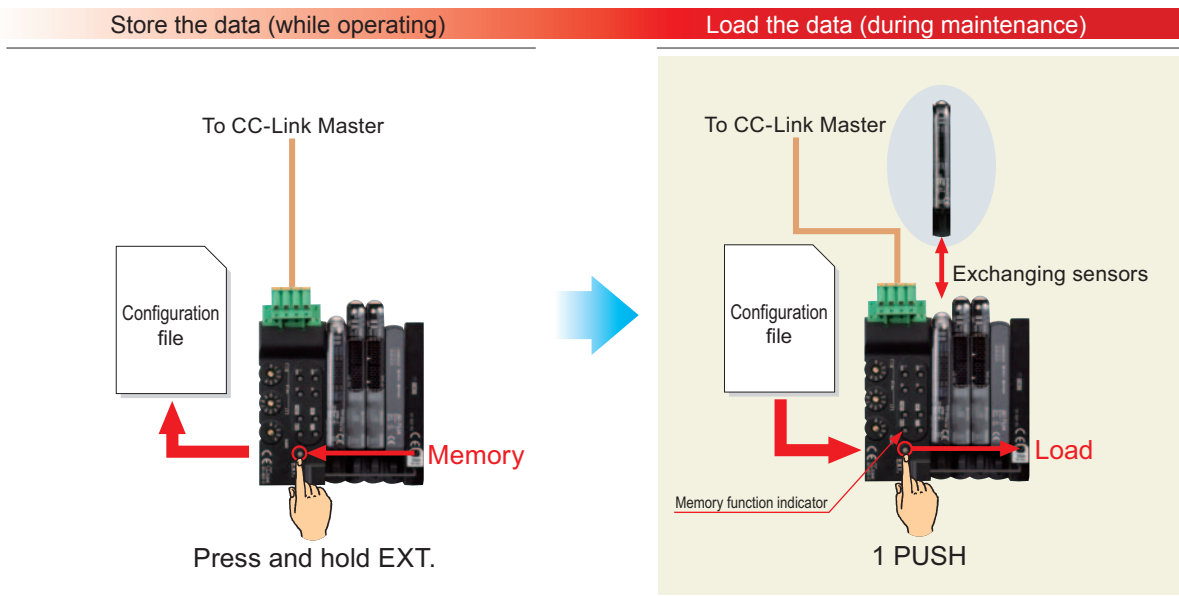 Store the data (while operating)
Load the data (during maintenance)
To CC-Link Master
Configuration
file
Memory
Press and hold EXT.
To CC-Link Master
Exchanging sensors
Configuration
file
Load
Memory function indicator
1 PUSH